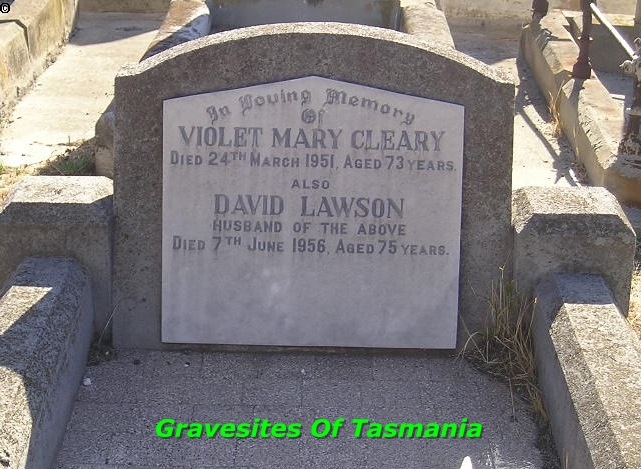 ©
In Loving Memory
Of
VIOLET MARY CLEARY
DIED 24TH MARCH 1951, AGED 73 YEARS.
ALSO
DAVID LAWSON
HUSBAND OF THE ABOVE
DIED 7TH JUNE 1956, AGED 75 YEARS.
Gravesites Of Tasmania